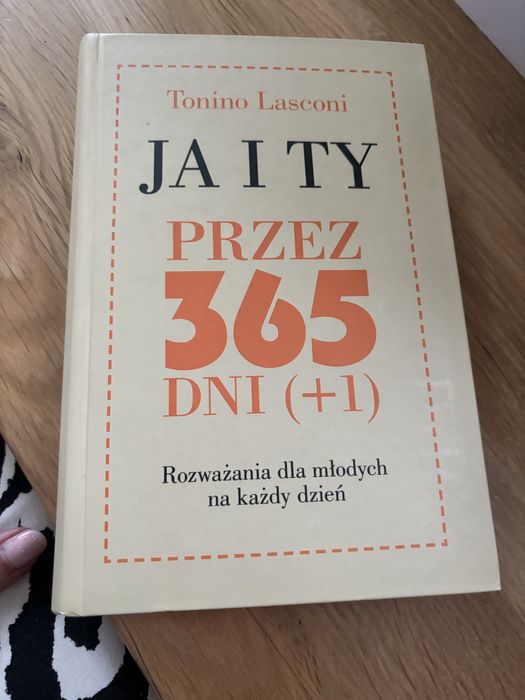 Tonino Lasconi
JA I TY
PRZEZ
365
DNI (+1)
Rozważania dla młodych
na każdy dzień